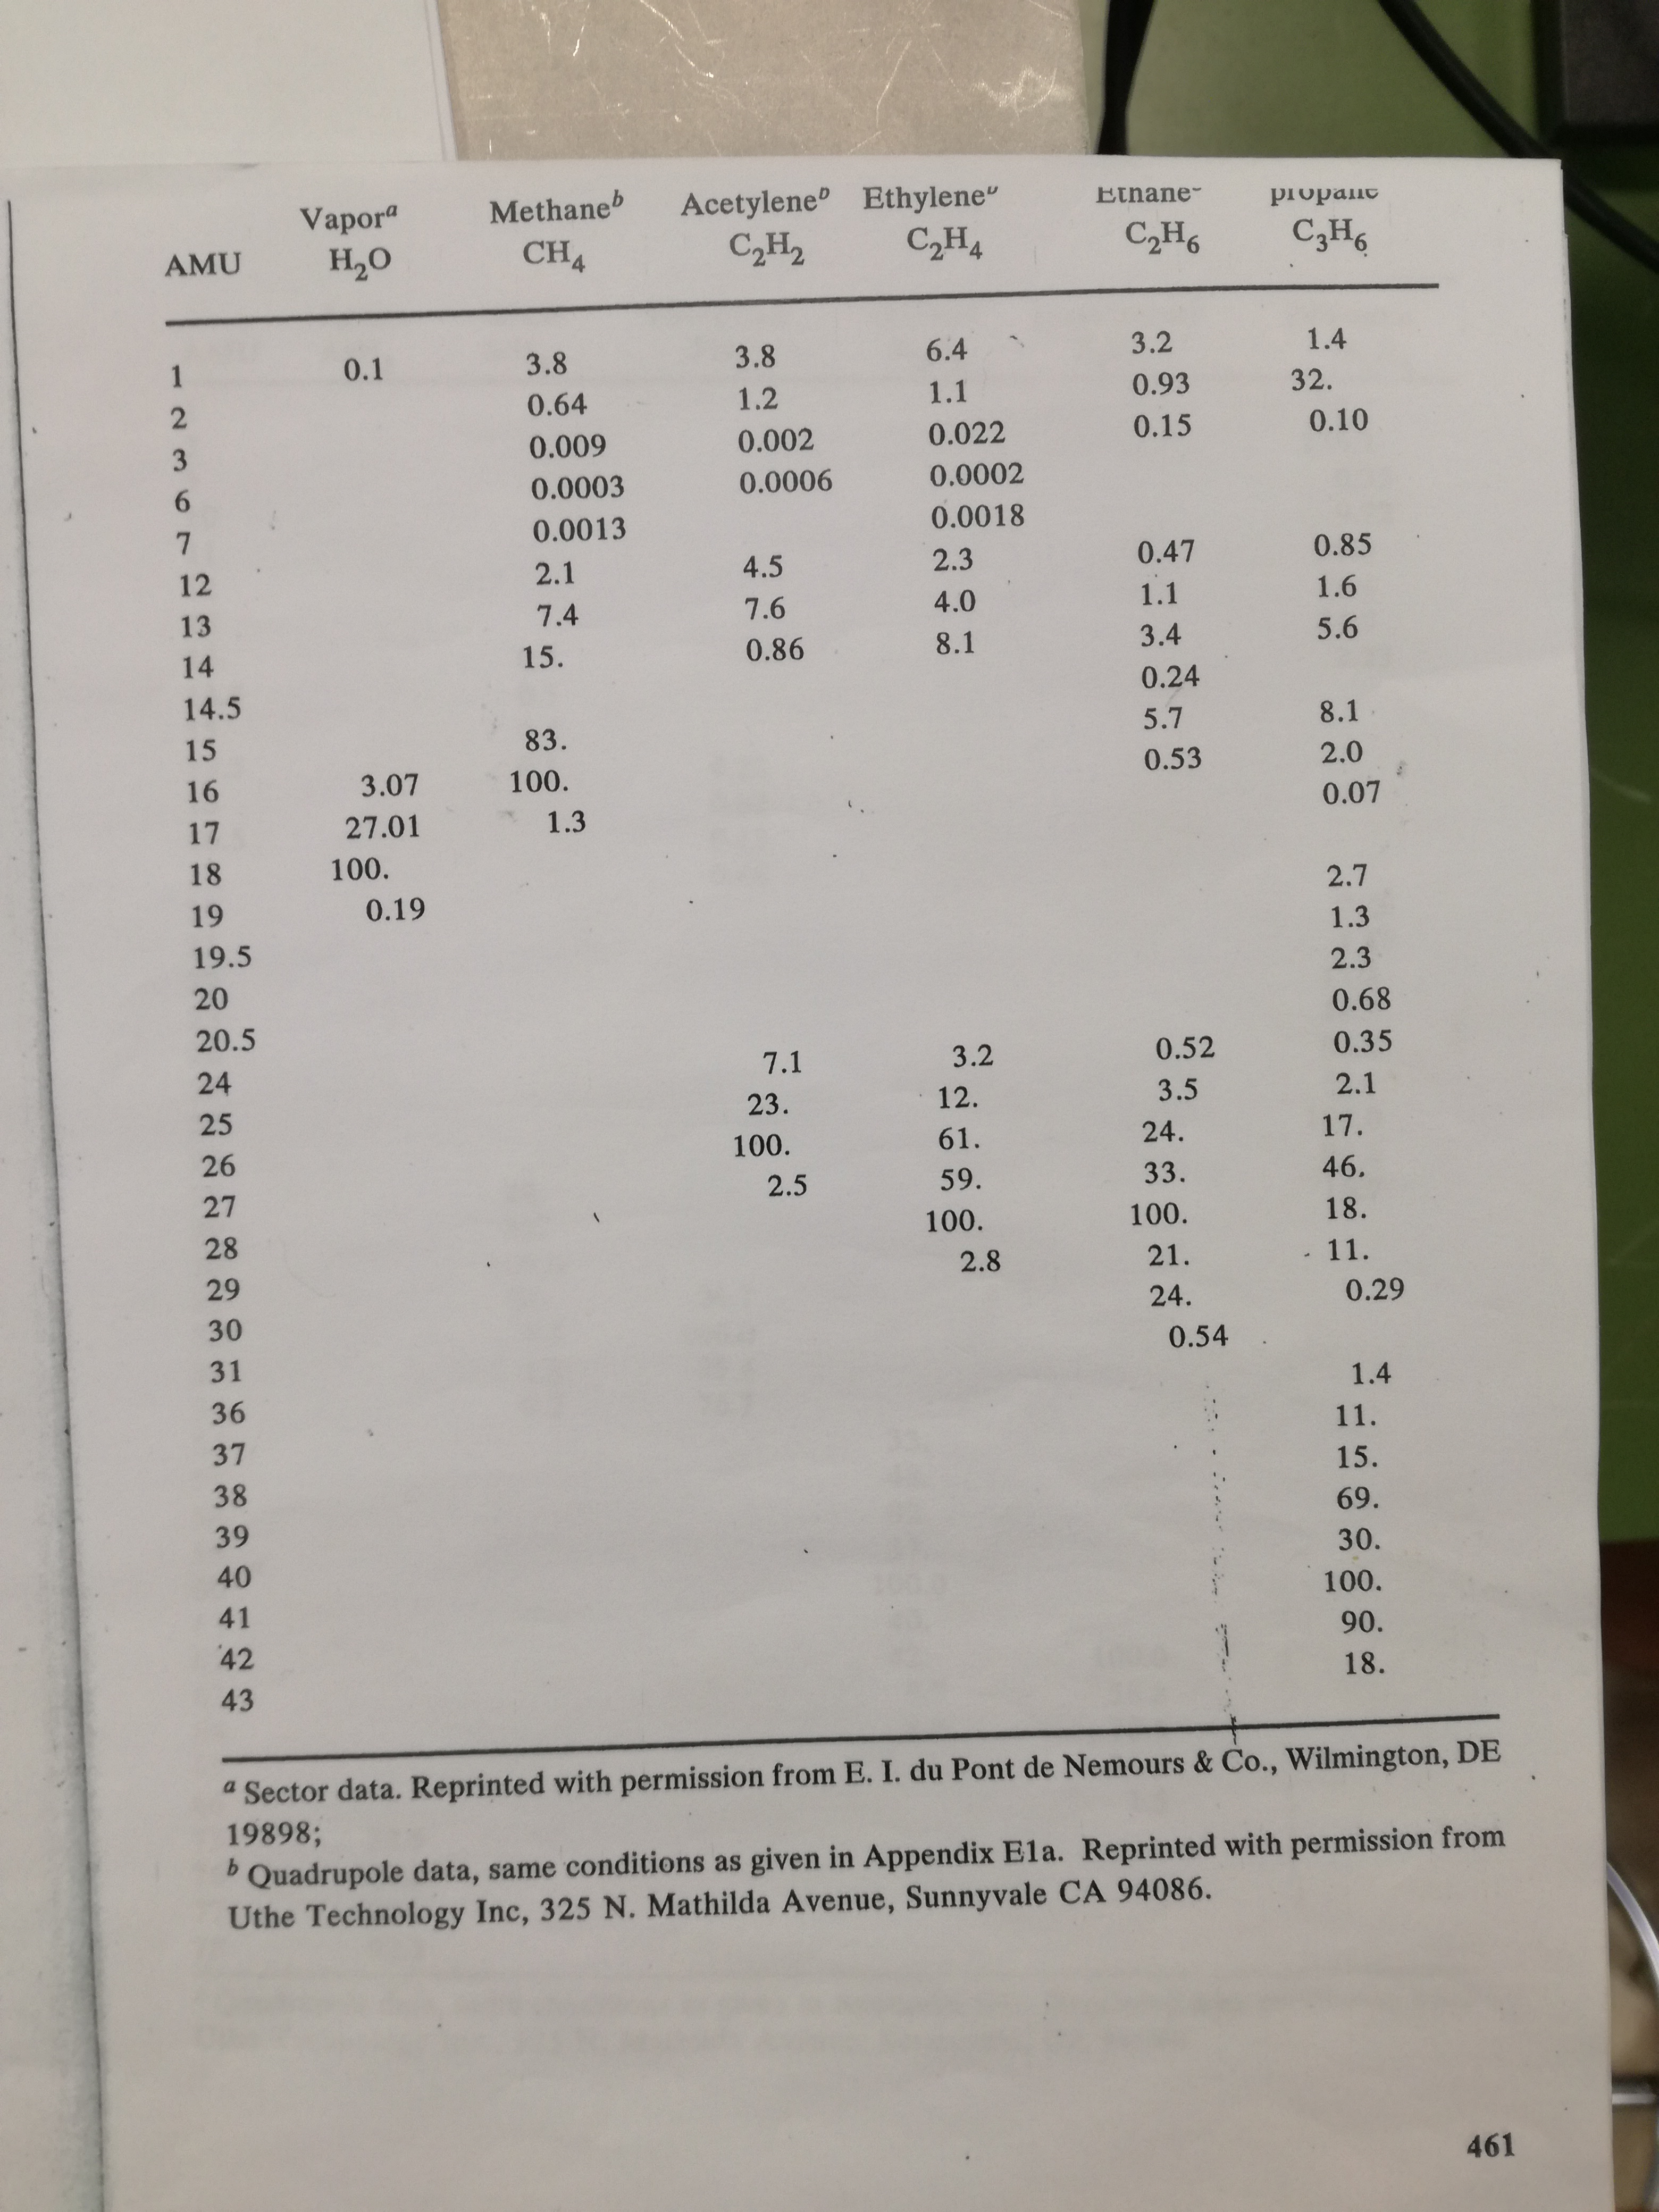 Vaporᵃ Methaneᵇ Acetyleneᵇ Ethyleneᵇ Ethane propane
AMU H₂O CH₄ C₂H₂ C₂H₄ C₂H₆ C₃H₆
1 0.1 3.8 3.8 6.4 3.2 1.4
2 0.64 1.2 1.1 0.93 32.
3 0.009 0.002 0.022 0.15 0.10
6 0.0003 0.0006 0.0002
7 0.0013 0.0018
12 2.1 4.5 2.3 0.47 0.85
13 7.4 7.6 4.0 1.1 1.6
14 15. 0.86 8.1 3.4 5.6
14.5 0.24
15 83. 5.7 8.1
16 3.07 100. 0.53 2.0
17 27.01 1.3 0.07
18 100.
19 0.19 2.7
19.5 1.3
20 2.3
20.5 0.68
24 7.1 3.2 0.52 0.35
25 23. 12. 3.5 2.1
26 100. 61. 24. 17.
27 2.5 59. 33. 46.
28 100. 100. 18.
29 2.8 21. 11.
30 24. 0.29
31 0.54
36 1.4
37 11.
38 15.
39 69.
40 30.
41 100.
42 90.
43 18.
ᵃ Sector data. Reprinted with permission from E. I. du Pont de Nemours & Co., Wilmington, DE
19898;
ᵇ Quadrupole data, same conditions as given in Appendix E1a. Reprinted with permission from
Uthe Technology Inc, 325 N. Mathilda Avenue, Sunnyvale CA 94086.
461